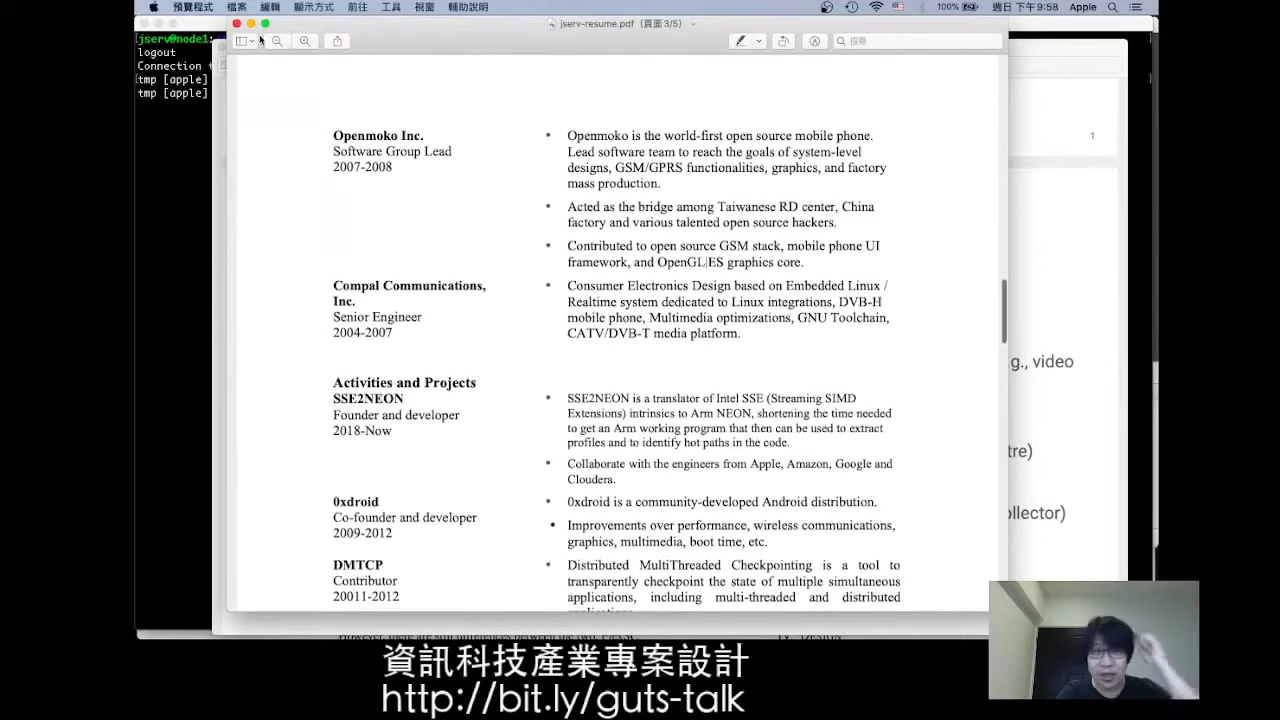 預覽程式 檔案 編輯 顯示方式 前往 工具 視窗 輔助說明 100% 週日 下午 9:58 Apple
jserv-resume.pdf (頁面 3/5)
搜尋
jserv@node1:
logout
Connection t
tmp [apple]
tmp [apple]
1
Openmoko Inc.
Software Group Lead
2007-2008
• Openmoko is the world-first open source mobile phone.
Lead software team to reach the goals of system-level
designs, GSM/GPRS functionalities, graphics, and factory
mass production.
• Acted as the bridge among Taiwanese RD center, China
factory and various talented open source hackers.
• Contributed to open source GSM stack, mobile phone UI
framework, and OpenGL|ES graphics core.
Compal Communications,
Inc.
Senior Engineer
2004-2007
• Consumer Electronics Design based on Embedded Linux /
Realtime system dedicated to Linux integrations, DVB-H
mobile phone, Multimedia optimizations, GNU Toolchain,
CATV/DVB-T media platform.
Activities and Projects
SSE2NEON
Founder and developer
2018-Now
• SSE2NEON is a translator of Intel SSE (Streaming SIMD
Extensions) intrinsics to Arm NEON, shortening the time needed
to get an Arm working program that then can be used to extract
profiles and to identify hot paths in the code.
• Collaborate with the engineers from Apple, Amazon, Google and
Cloudera.
0xdroid
Co-founder and developer
2009-2012
• 0xdroid is a community-developed Android distribution.
• Improvements over performance, wireless communications,
graphics, multimedia, boot time, etc.
DMTCP
Contributor
20011-2012
• Distributed MultiThreaded Checkpointing is a tool to
transparently checkpoint the state of multiple simultaneous
applications, including multi-threaded and distributed
.g., video
tre)
llector)
However, there are still differences between the two.
IV. DESIGN
資訊科技產業專案設計
http://bit.ly/guts-talk